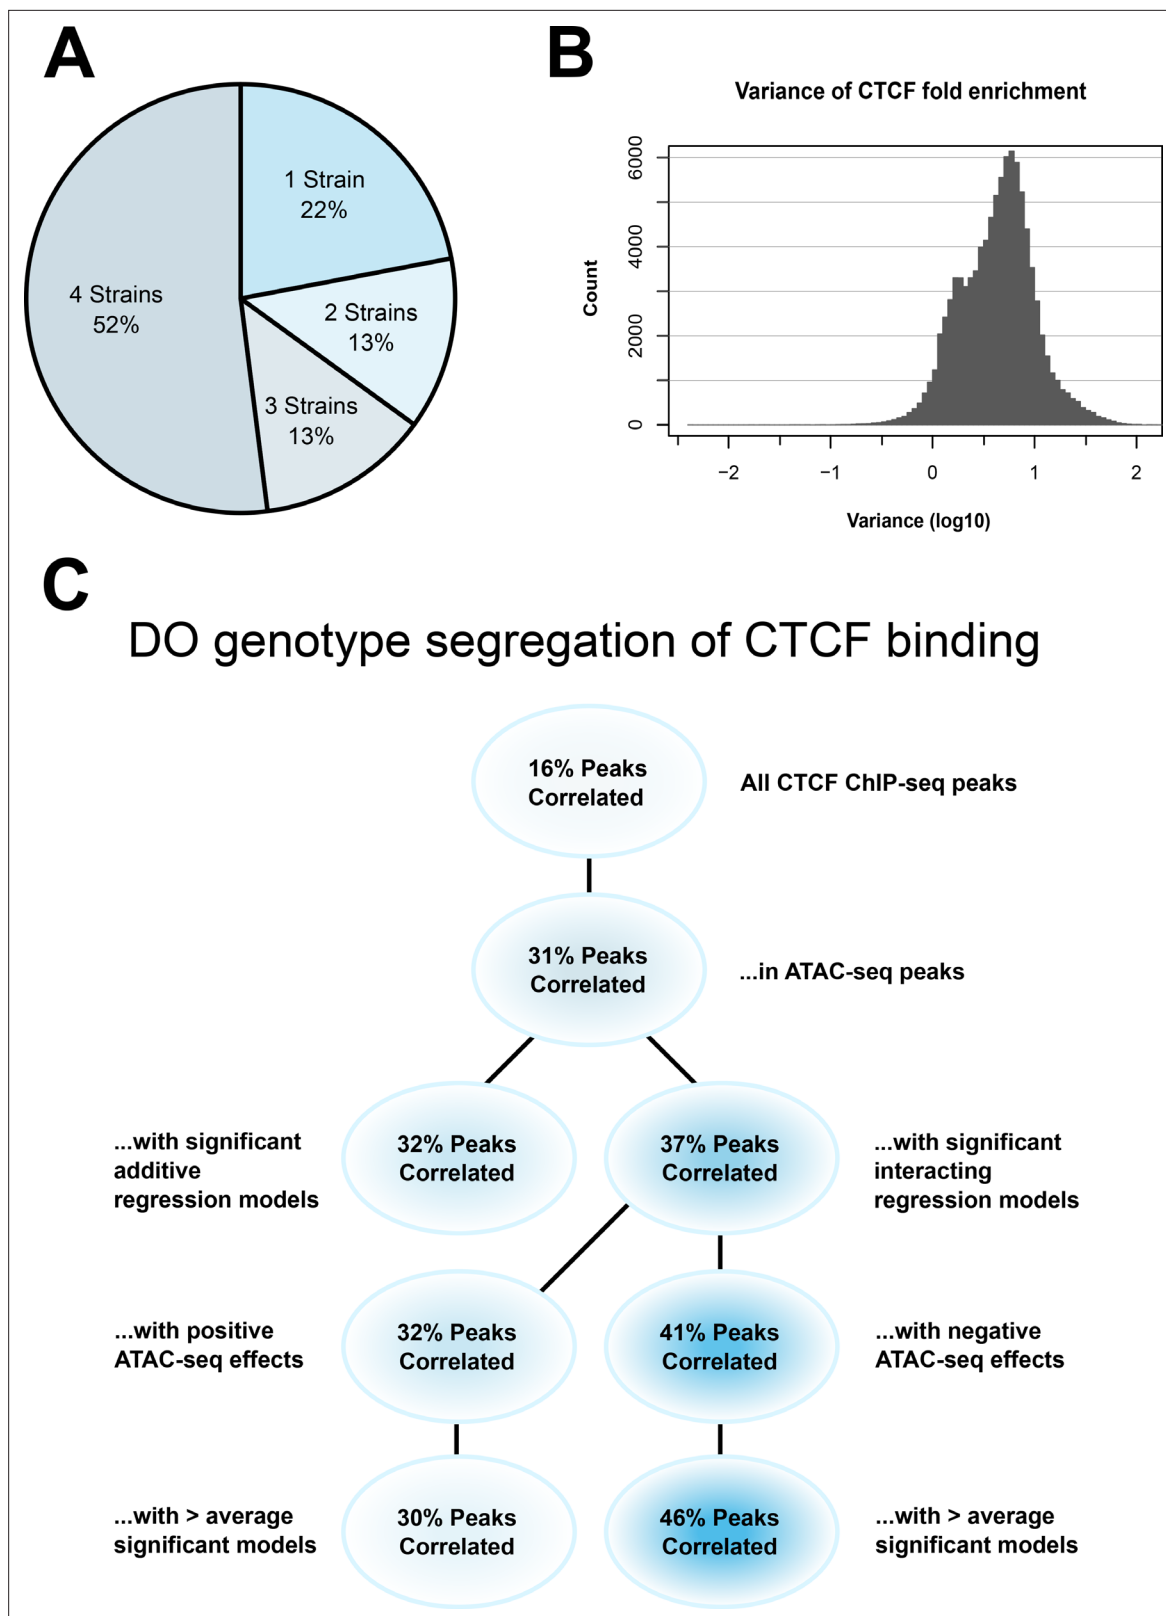 A
1 Strain
22%
2 Strains
13%
3 Strains
13%
4 Strains
52%
B
Variance of CTCF fold enrichment
Count
6000
4000
2000
0
−2
−1
0
1
2
Variance (log10)
C
DO genotype segregation of CTCF binding
16% Peaks
Correlated
All CTCF ChIP-seq peaks
31% Peaks
Correlated
...in ATAC-seq peaks
...with significant
additive
regression models
32% Peaks
Correlated
37% Peaks
Correlated
...with significant
interacting
regression models
...with positive
ATAC-seq effects
32% Peaks
Correlated
41% Peaks
Correlated
...with negative
ATAC-seq effects
...with > average
significant models
30% Peaks
Correlated
46% Peaks
Correlated
...with > average
significant models